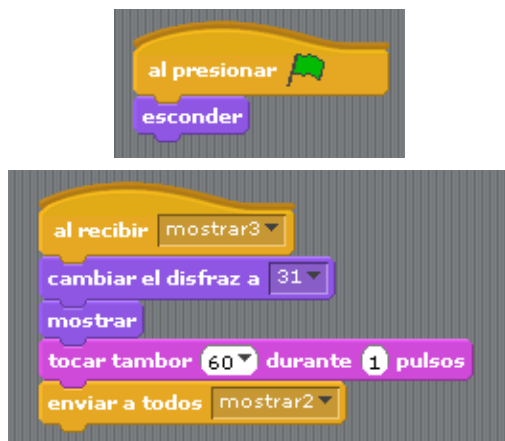 al presionar
esconder
al recibir mostrar3
cambiar el disfraz a 31
mostrar
tocar tambor 60 durante 1 pulsos
enviar a todos mostrar2